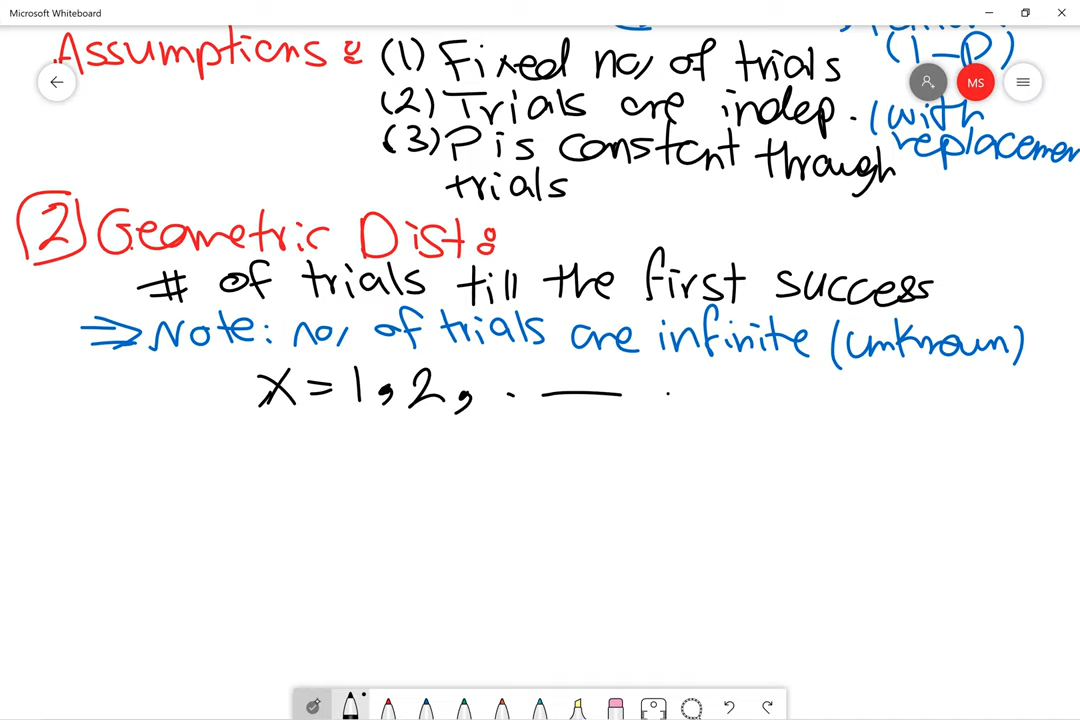 Microsoft Whiteboard
Assumptions :
(1) Fixed no, of trials
(1-P)
MS
(2) Trials are indep. (with
replacemen
(3) P is constant through
trials
2 Geometric Dist :
# of trials till the first success
⇒ Note: no, of trials are infinite (unknown)
X = 1, 2, . — .